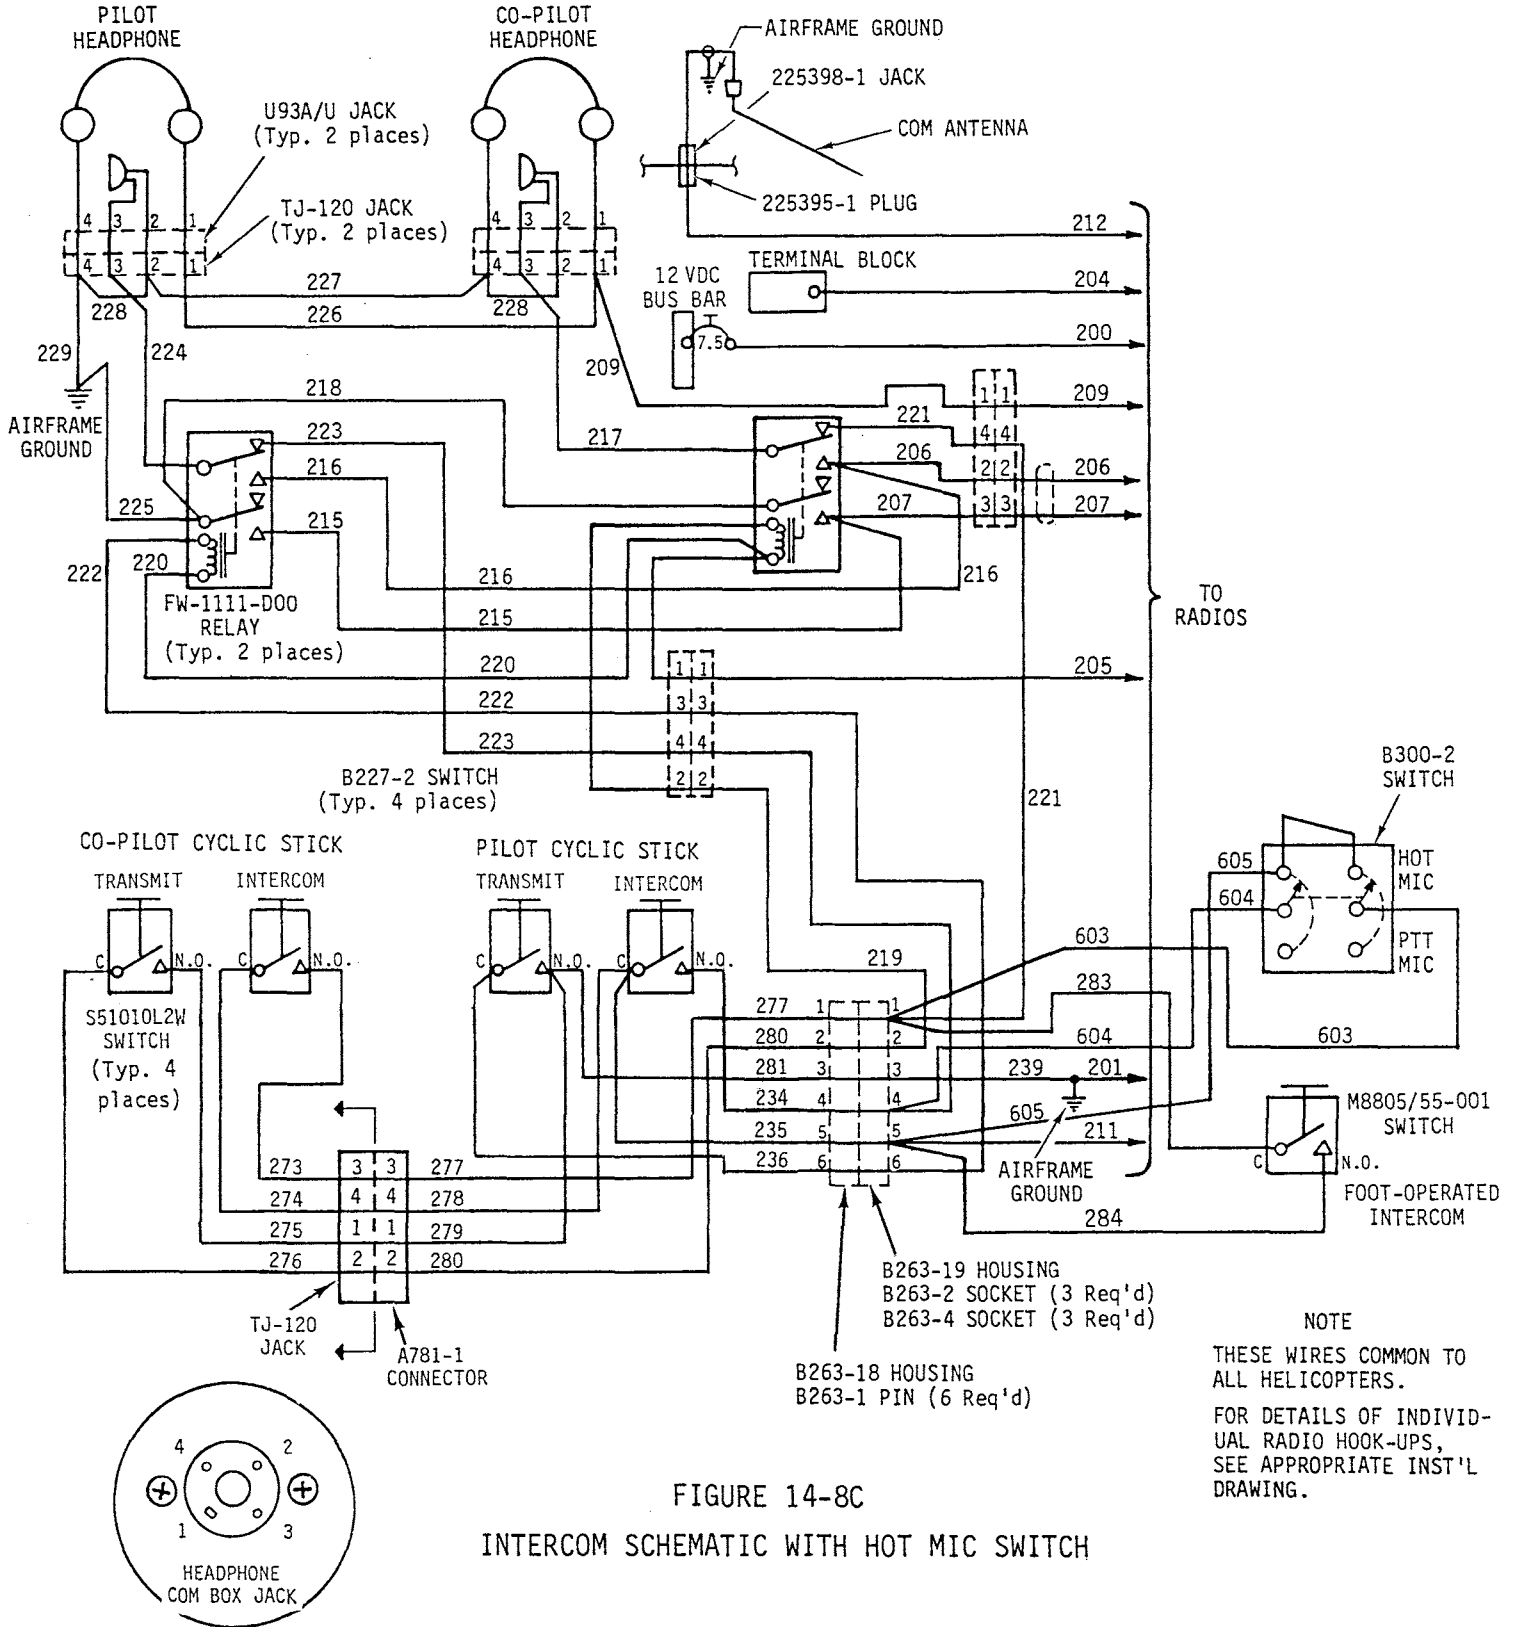 PILOT
HEADPHONE
CO-PILOT
HEADPHONE
AIRFRAME GROUND
225398-1 JACK
COM ANTENNA
225395-1 PLUG
U93A/U JACK
(Typ. 2 places)
TJ-120 JACK
(Typ. 2 places)
4 3 2 1
4 3 2 1
4 3 2 1
4 3 2 1
227
226
228
228
229
224
AIRFRAME
GROUND
12 VDC
BUS BAR
7.5
TERMINAL BLOCK
212
204
200
209
209
218
223
216
215
217
221
206
207
1 1
4 4
2 2
3 3
206
207
225
222
220
216
215
216
FW-1111-D00
RELAY
(Typ. 2 places)
TO
RADIOS
220
222
223
1 1
3 3
4 4
2 2
205
B227-2 SWITCH
(Typ. 4 places)
221
B300-2
SWITCH
HOT
MIC
PTT
MIC
605
604
CO-PILOT CYCLIC STICK
TRANSMIT
INTERCOM
PILOT CYCLIC STICK
TRANSMIT
INTERCOM
C N.O.
C N.O.
C N.O.
C N.O.
S51010L2W
SWITCH
(Typ. 4
places)
219
603
283
604
603
277 1 1
280 2 2
281 3 3 239 201
234 4 4
235 5 5 605 211
236 6 6
AIRFRAME
GROUND
284
M8805/55-001
SWITCH
C N.O.
FOOT-OPERATED
INTERCOM
273 3 3 277
274 4 4 278
275 1 1 279
276 2 2 280
TJ-120
JACK
A781-1
CONNECTOR
B263-19 HOUSING
B263-2 SOCKET (3 Req'd)
B263-4 SOCKET (3 Req'd)
B263-18 HOUSING
B263-1 PIN (6 Req'd)
NOTE
THESE WIRES COMMON TO
ALL HELICOPTERS.
FOR DETAILS OF INDIVID-
UAL RADIO HOOK-UPS,
SEE APPROPRIATE INST'L
DRAWING.
4 2
1 3
HEADPHONE
COM BOX JACK
FIGURE 14-8C
INTERCOM SCHEMATIC WITH HOT MIC SWITCH